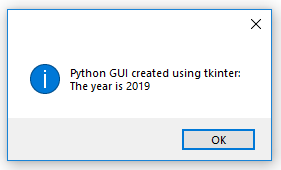 Python GUI created using tkinter:
The year is 2019
OK